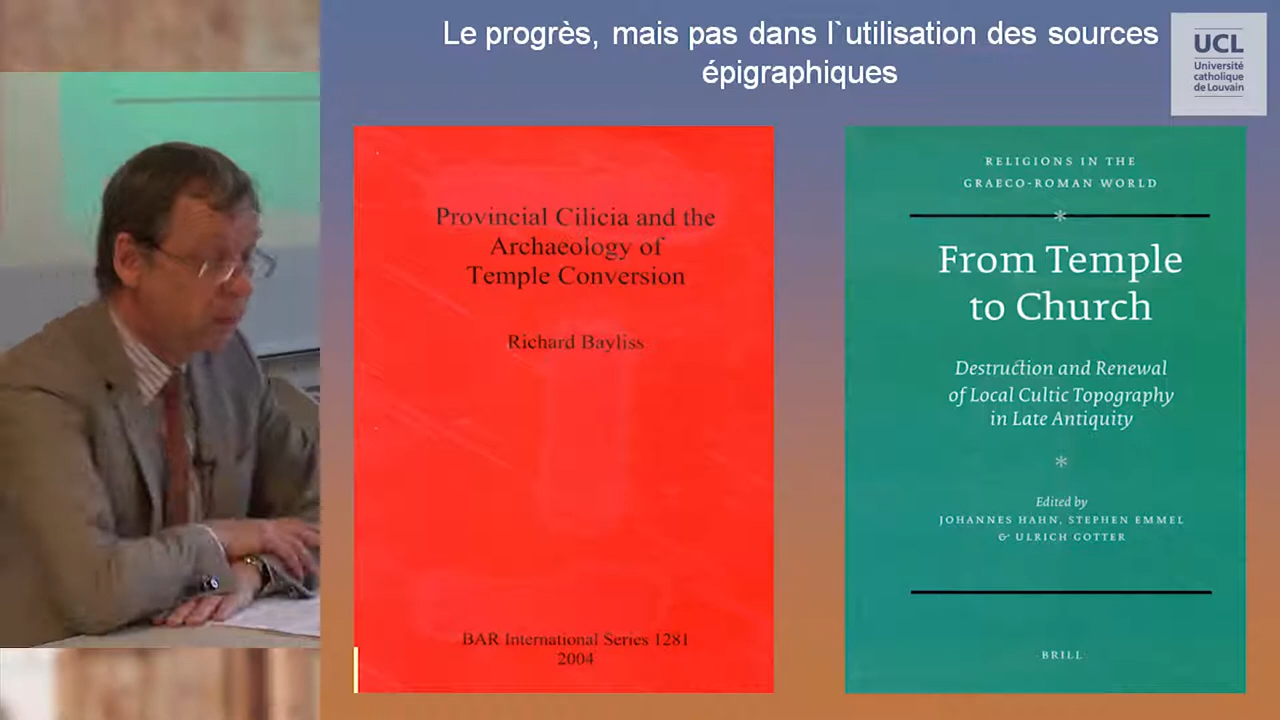 Le progrès, mais pas dans l`utilisation des sources
épigraphiques
UCL
Université
catholique
de Louvain
Provincial Cilicia and the
Archaeology of
Temple Conversion
Richard Bayliss
BAR International Series 1281
2004
RELIGIONS IN THE
GRAECO-ROMAN WORLD
*
From Temple
to Church
Destruction and Renewal
of Local Cultic Topography
in Late Antiquity
*
Edited by
JOHANNES HAHN, STEPHEN EMMEL
& ULRICH GOTTER
BRILL